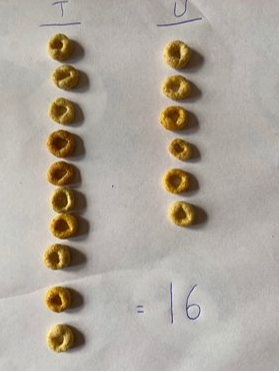 T U
= 16